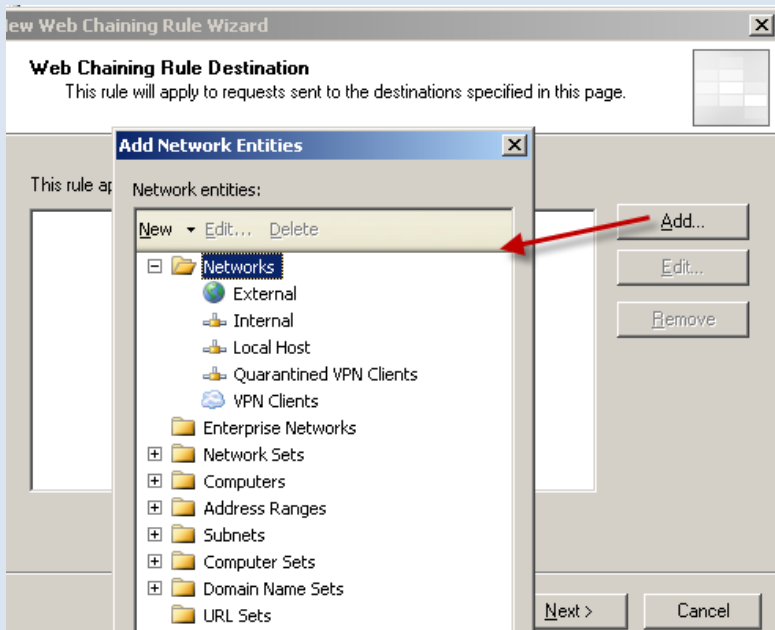 ew Web Chaining Rule Wizard
Web Chaining Rule Destination
This rule will apply to requests sent to the destinations specified in this page.
Add Network Entities
This rule ap
Network entities:
New Edit... Delete
Add...
Networks
Edit...
External
Internal
Remove
Local Host
Quarantined VPN Clients
VPN Clients
Enterprise Networks
Network Sets
Computers
Address Ranges
Subnets
Computer Sets
Domain Name Sets
URL Sets
Next >
Cancel